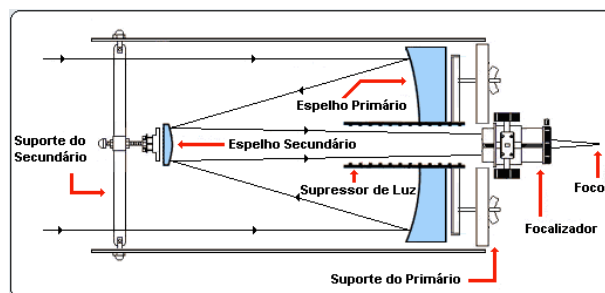 Espelho Primário
Suporte do
Secundário
Espelho Secundário
Supressor de Luz
Foco
Focalizador
Suporte do Primário